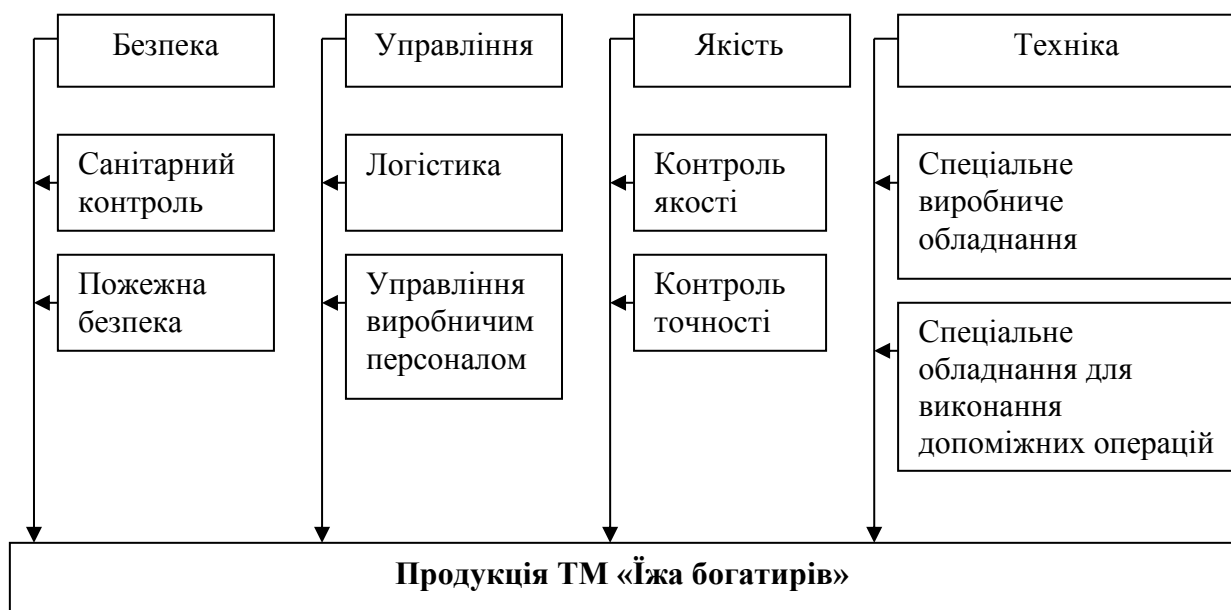 Безпека
Управління
Якість
Техніка
Санітарний
контроль
Логістика
Контроль
якості
Спеціальне
виробниче
обладнання
Пожежна
безпека
Управління
виробничим
персоналом
Контроль
точності
Спеціальне
обладнання для
виконання
допоміжних операцій
Продукція ТМ «Їжа богатирів»